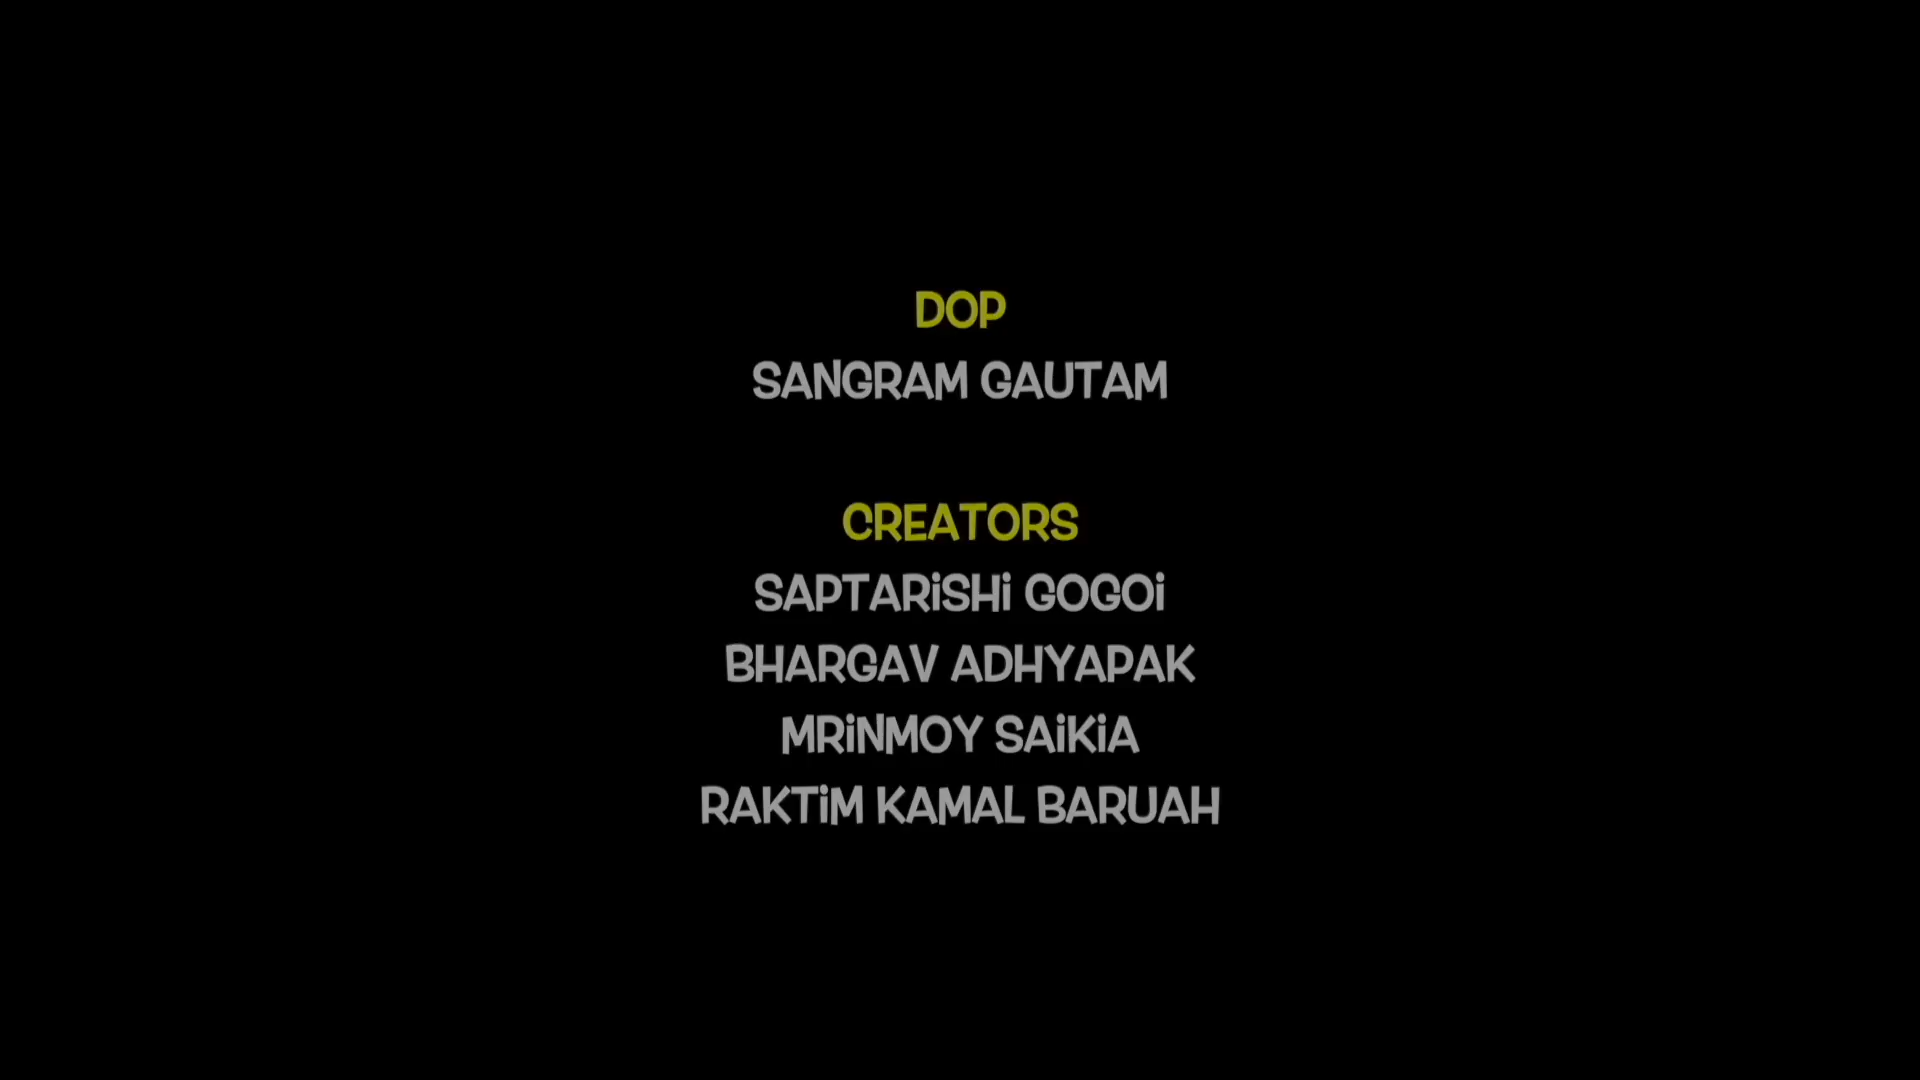 DOP
SANGRAM GAUTAM
CREATORS
SAPTARiSHi GOGOi
BHARGAV ADHYAPAK
MRiNMOY SAiKiA
RAKTiM KAMAL BARUAH